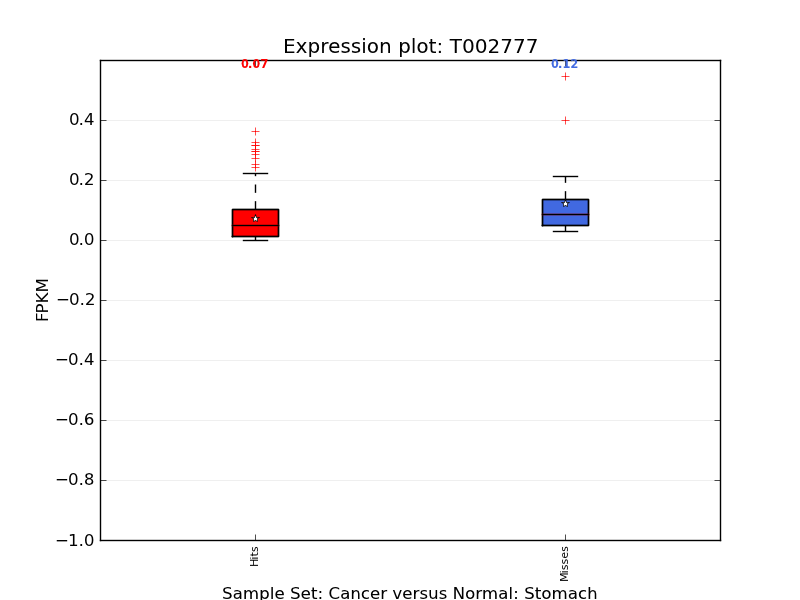 Expression plot: T002777
0.07 0.12
0.4
0.2
0.0
−0.2
−0.4
−0.6
−0.8
−1.0
FPKM
Hits Misses
Sample Set: Cancer versus Normal: Stomach